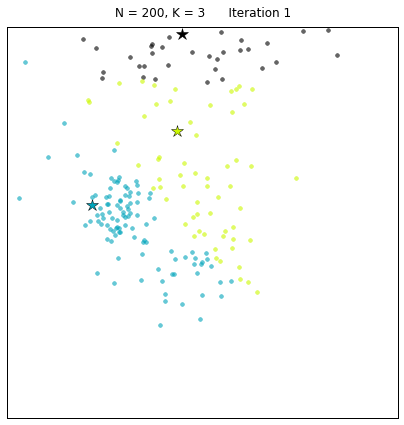 N = 200, K = 3      Iteration 1